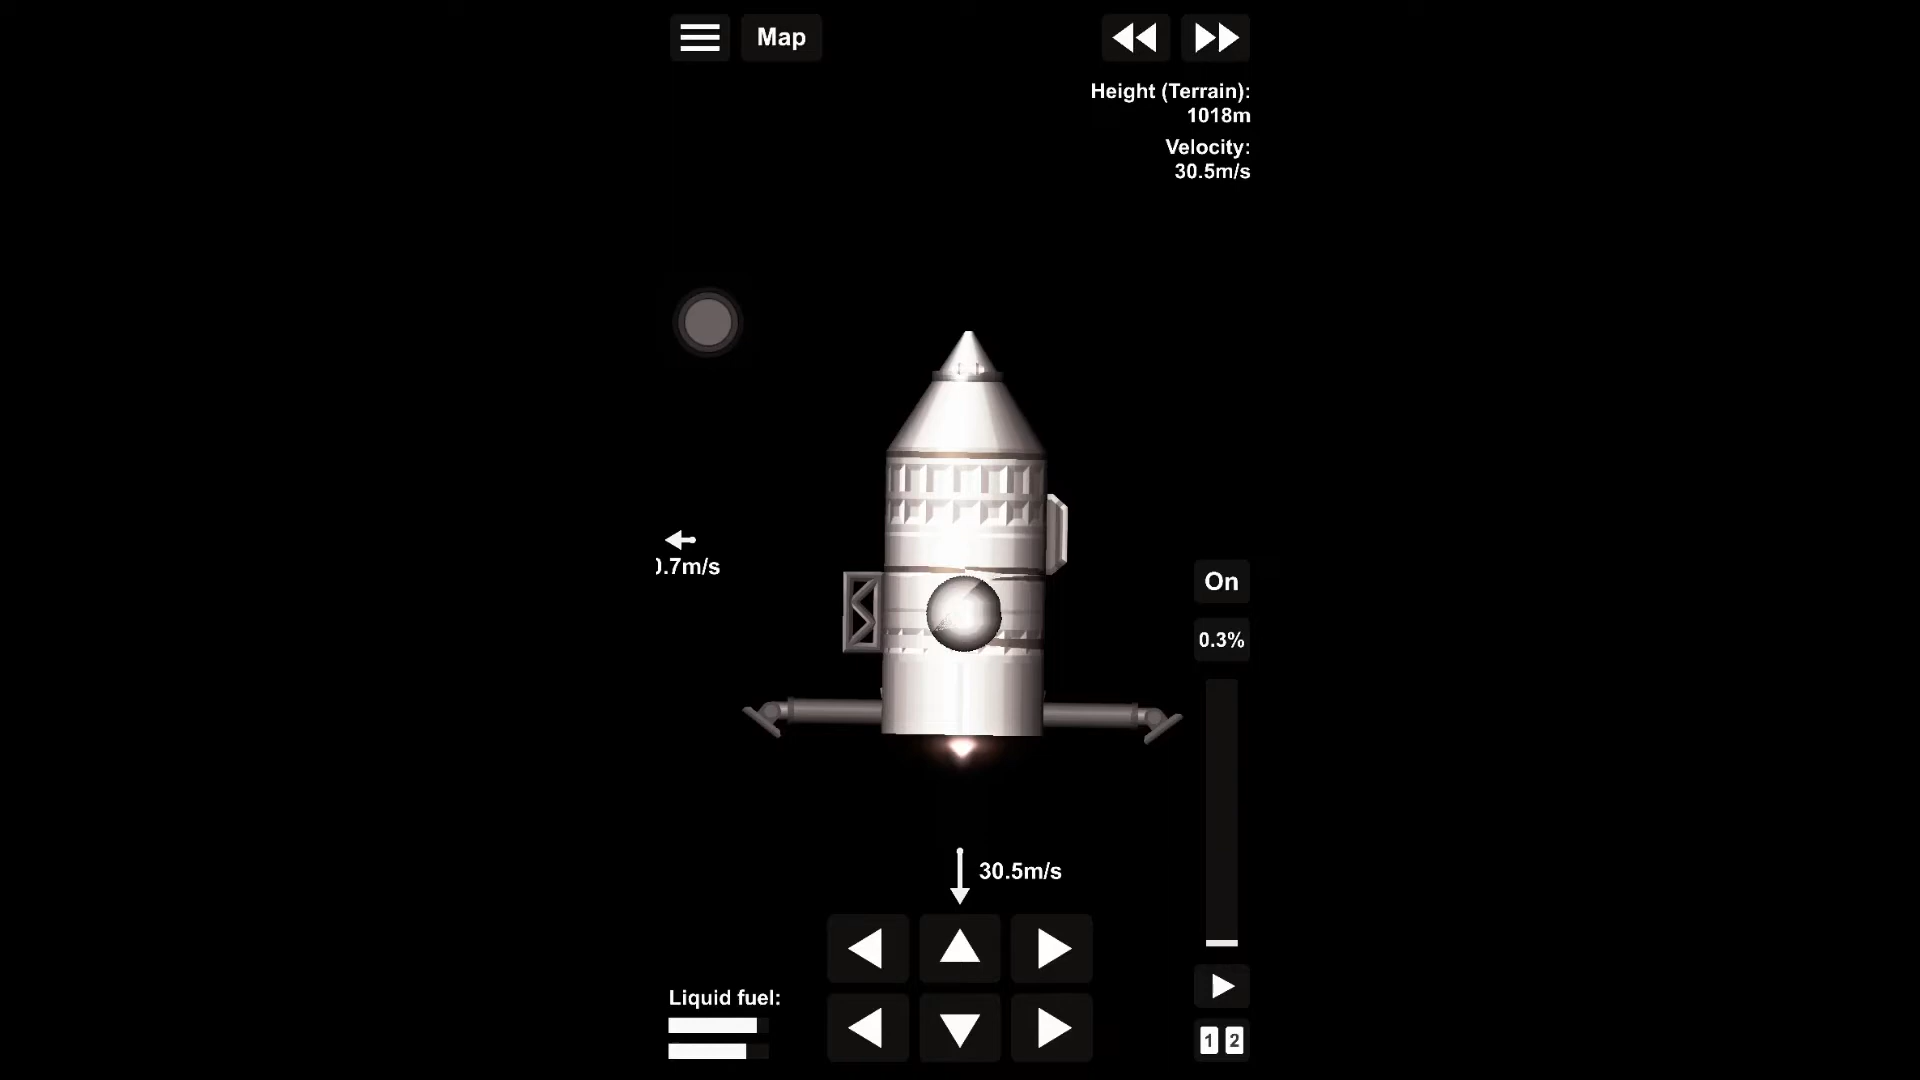 Map
Height (Terrain):
1018m
Velocity:
30.5m/s
.7m/s
On
0.3%
30.5m/s
Liquid fuel:
1 2